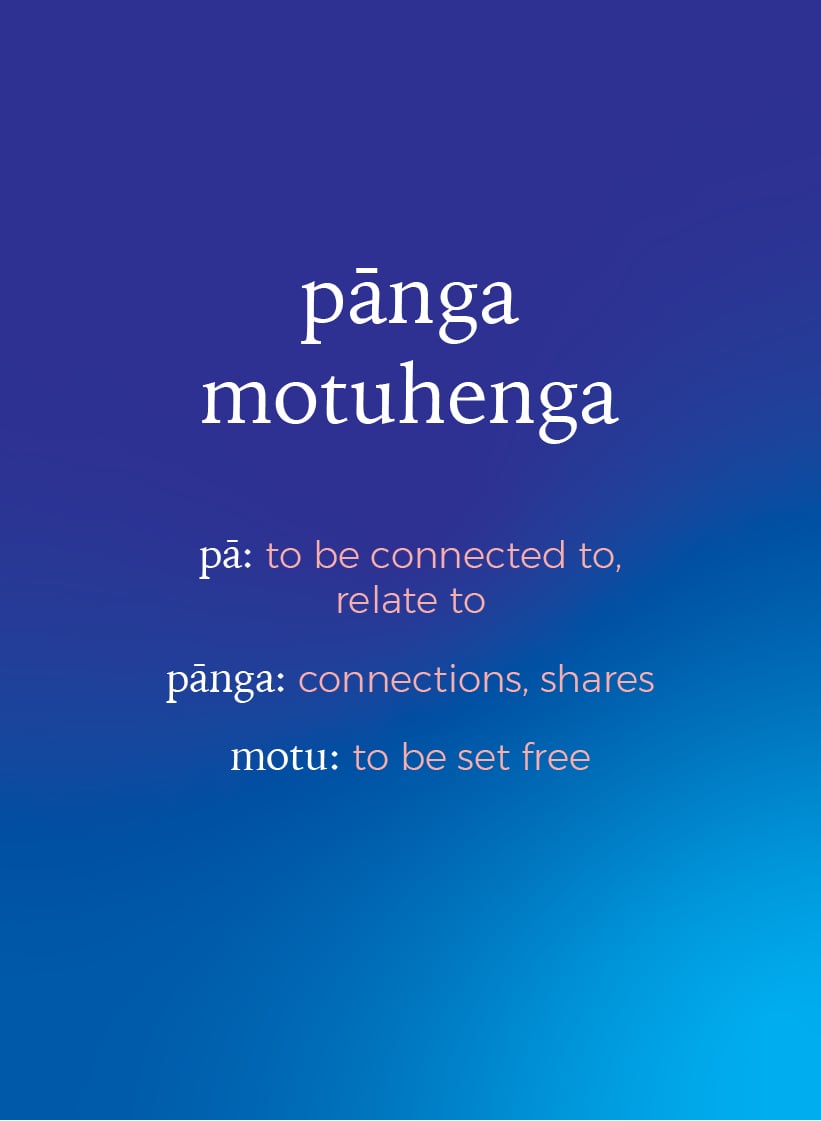 pānga
motuhenga
pā: to be connected to,
relate to
pānga: connections, shares
motu: to be set free